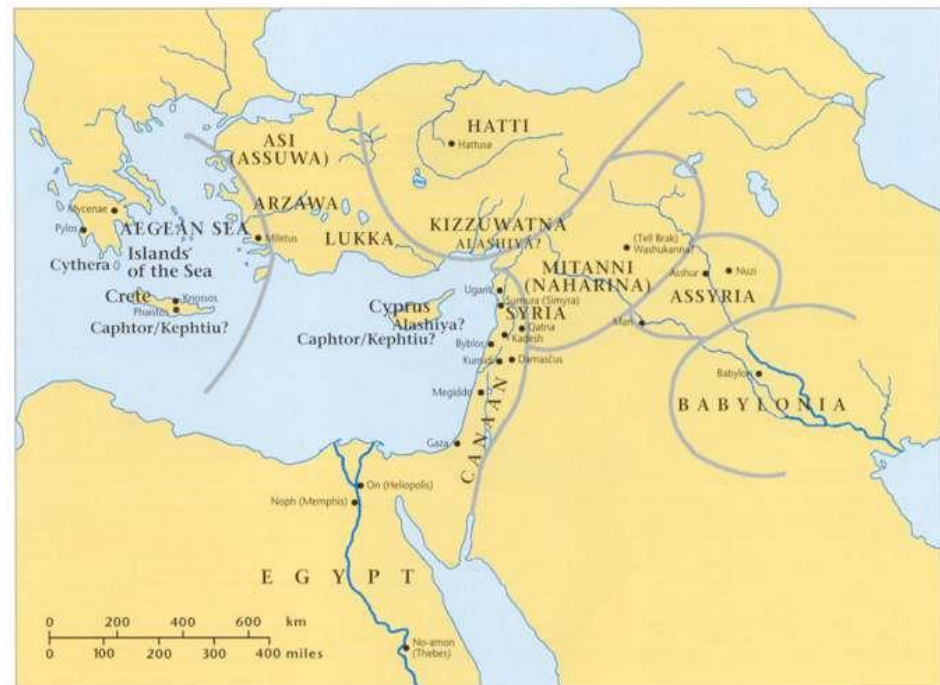 HATTI
Hattusa
ASI
(ASSUWA)
ARZAWA
LUKKA
KIZZUWATNA
ALASHIYA?
Mycenae
Pylos
AEGEAN SEA
Miletus
Islands
of the Sea
Cythera
Crete
Knossos
Phaistos
Caphtor/Kephtiu?
Cyprus
Alashiya?
Caphtor/Kephtiu?
(Tell Brak)
Washukanna?
MITANNI
(NAHARINA)
Asshur
Nuzi
ASSYRIA
Ugarit
Sumura (Simyra)
SYRIA
Qatna
Kadesh
Mari
Byblos
Kumidi
Damascus
Babylon
BABYLONIA
Megiddo
CANAAN
Gaza
On (Heliopolis)
Noph (Memphis)
EGYPT
No-amon
(Thebes)
0 200 400 600 km
0 100 200 300 400 miles